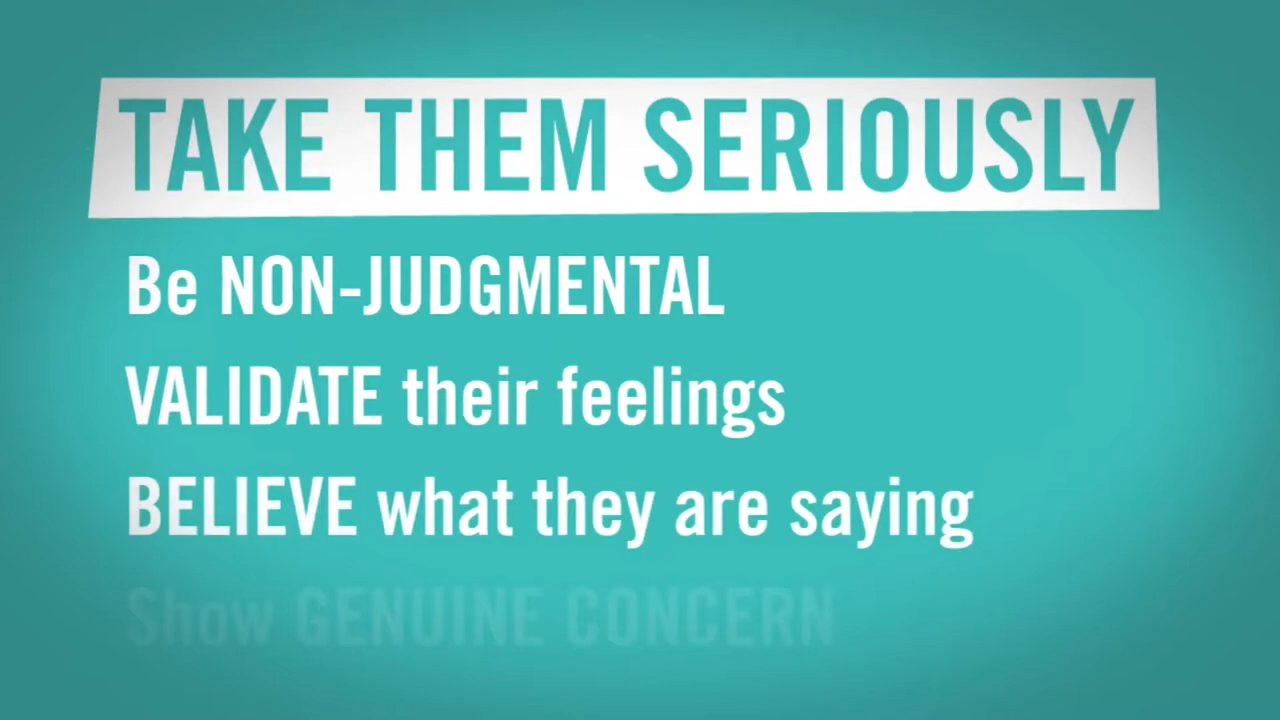 TAKE THEM SERIOUSLY
Be NON-JUDGMENTAL
VALIDATE their feelings
BELIEVE what they are saying
Show GENUINE CONCERN